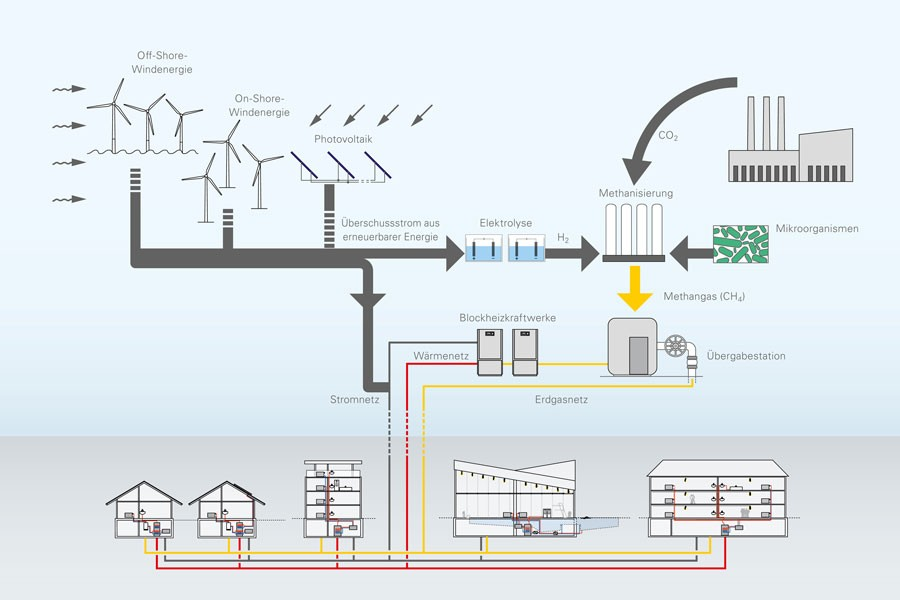 Off-Shore-
Windenergie
On-Shore-
Windenergie
Photovoltaik
CO₂
Methanisierung
Überschussstrom aus
erneuerbarer Energie
Elektrolyse
H₂
Mikroorganismen
Methangas (CH₄)
Blockheizkraftwerke
Wärmenetz
Übergabestation
Stromnetz
Erdgasnetz